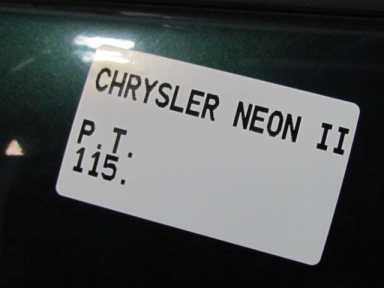 CHRYSLER NEON II
P.T.
115.